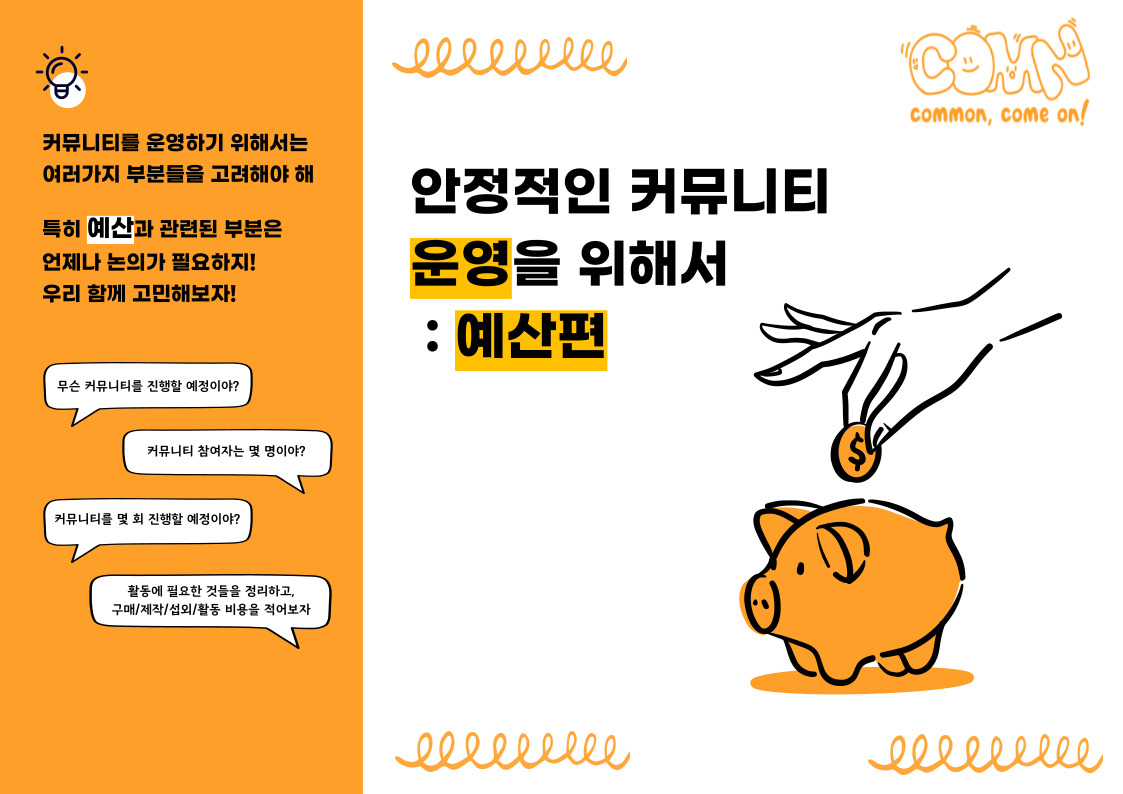 커뮤니티를 운영하기 위해서는
여러가지 부분들을 고려해야 해
특히 예산과 관련된 부분은
언제나 논의가 필요하지!
우리 함께 고민해보자!
무슨 커뮤니티를 진행할 예정이야?
커뮤니티 참여자는 몇 명이야?
커뮤니티를 몇 회 진행할 예정이야?
활동에 필요한 것들을 정리하고,
구매/제작/섭외/활동 비용을 적어보자
COMN
common, come on!
안정적인 커뮤니티
운영을 위해서
: 예산편
$